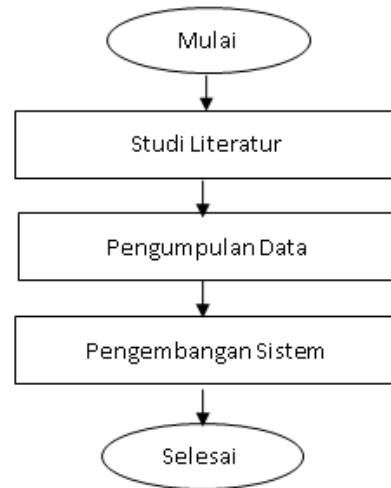 Mulai
Studi Literatur
Pengumpulan Data
Pengembangan Sistem
Selesai